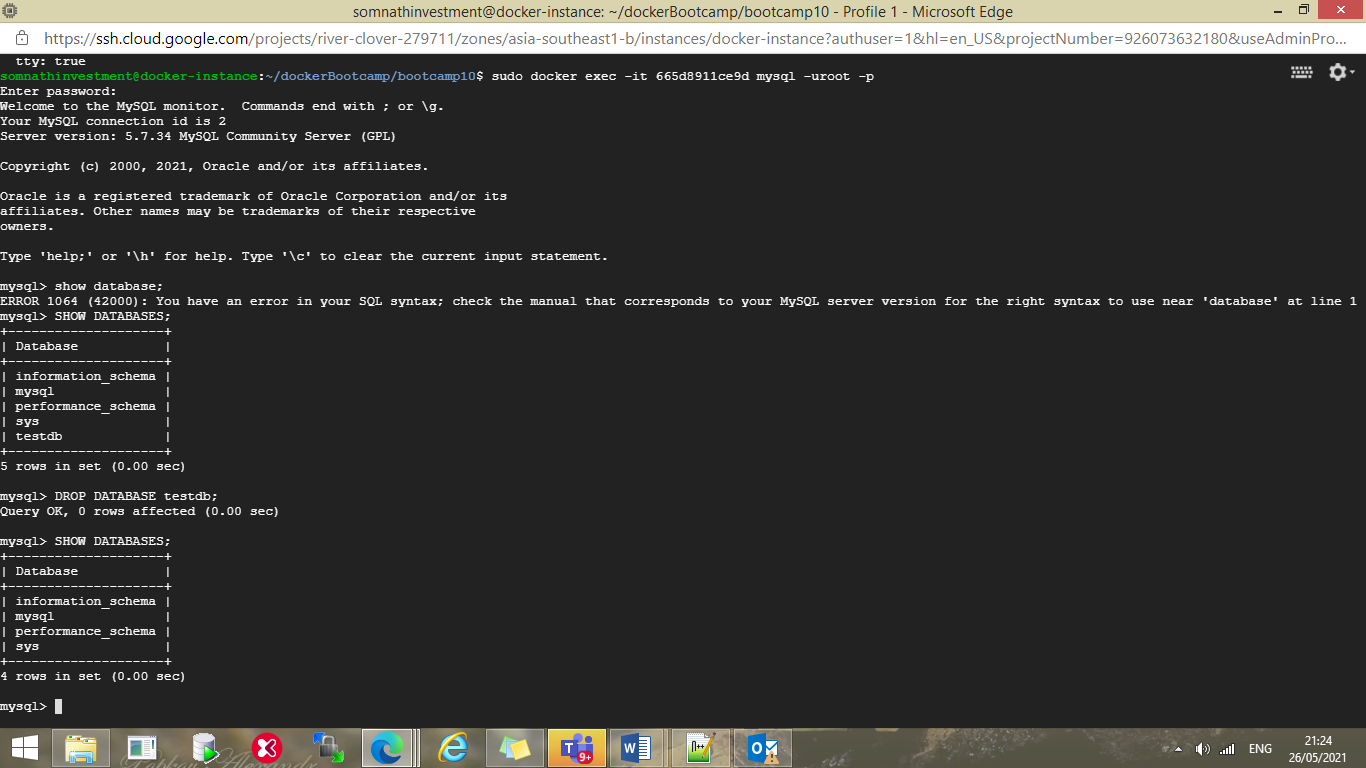 somnathinvestment@docker-instance: ~/dockerBootcamp/bootcamp10 - Profile 1 - Microsoft Edge
https://ssh.cloud.google.com/projects/river-clover-279711/zones/asia-southeast1-b/instances/docker-instance?authuser=1&hl=en_US&projectNumber=926073632180&useAdminPro...
tty: true
somnathinvestment@docker-instance:~/dockerBootcamp/bootcamp10$ sudo docker exec -it 665d8911ce9d mysql -uroot -p
Enter password:
Welcome to the MySQL monitor.  Commands end with ; or \g.
Your MySQL connection id is 2
Server version: 5.7.34 MySQL Community Server (GPL)
Copyright (c) 2000, 2021, Oracle and/or its affiliates.
Oracle is a registered trademark of Oracle Corporation and/or its
affiliates. Other names may be trademarks of their respective
owners.
Type 'help;' or '\h' for help. Type '\c' to clear the current input statement.
mysql> show database;
ERROR 1064 (42000): You have an error in your SQL syntax; check the manual that corresponds to your MySQL server version for the right syntax to use near 'database' at line 1
mysql> SHOW DATABASES;
+--------------------+
| Database           |
+--------------------+
| information_schema |
| mysql              |
| performance_schema |
| sys                |
| testdb             |
+--------------------+
5 rows in set (0.00 sec)
mysql> DROP DATABASE testdb;
Query OK, 0 rows affected (0.00 sec)
mysql> SHOW DATABASES;
+--------------------+
| Database           |
+--------------------+
| information_schema |
| mysql              |
| performance_schema |
| sys                |
+--------------------+
4 rows in set (0.00 sec)
mysql>
9+
ENG
21:24
26/05/2021